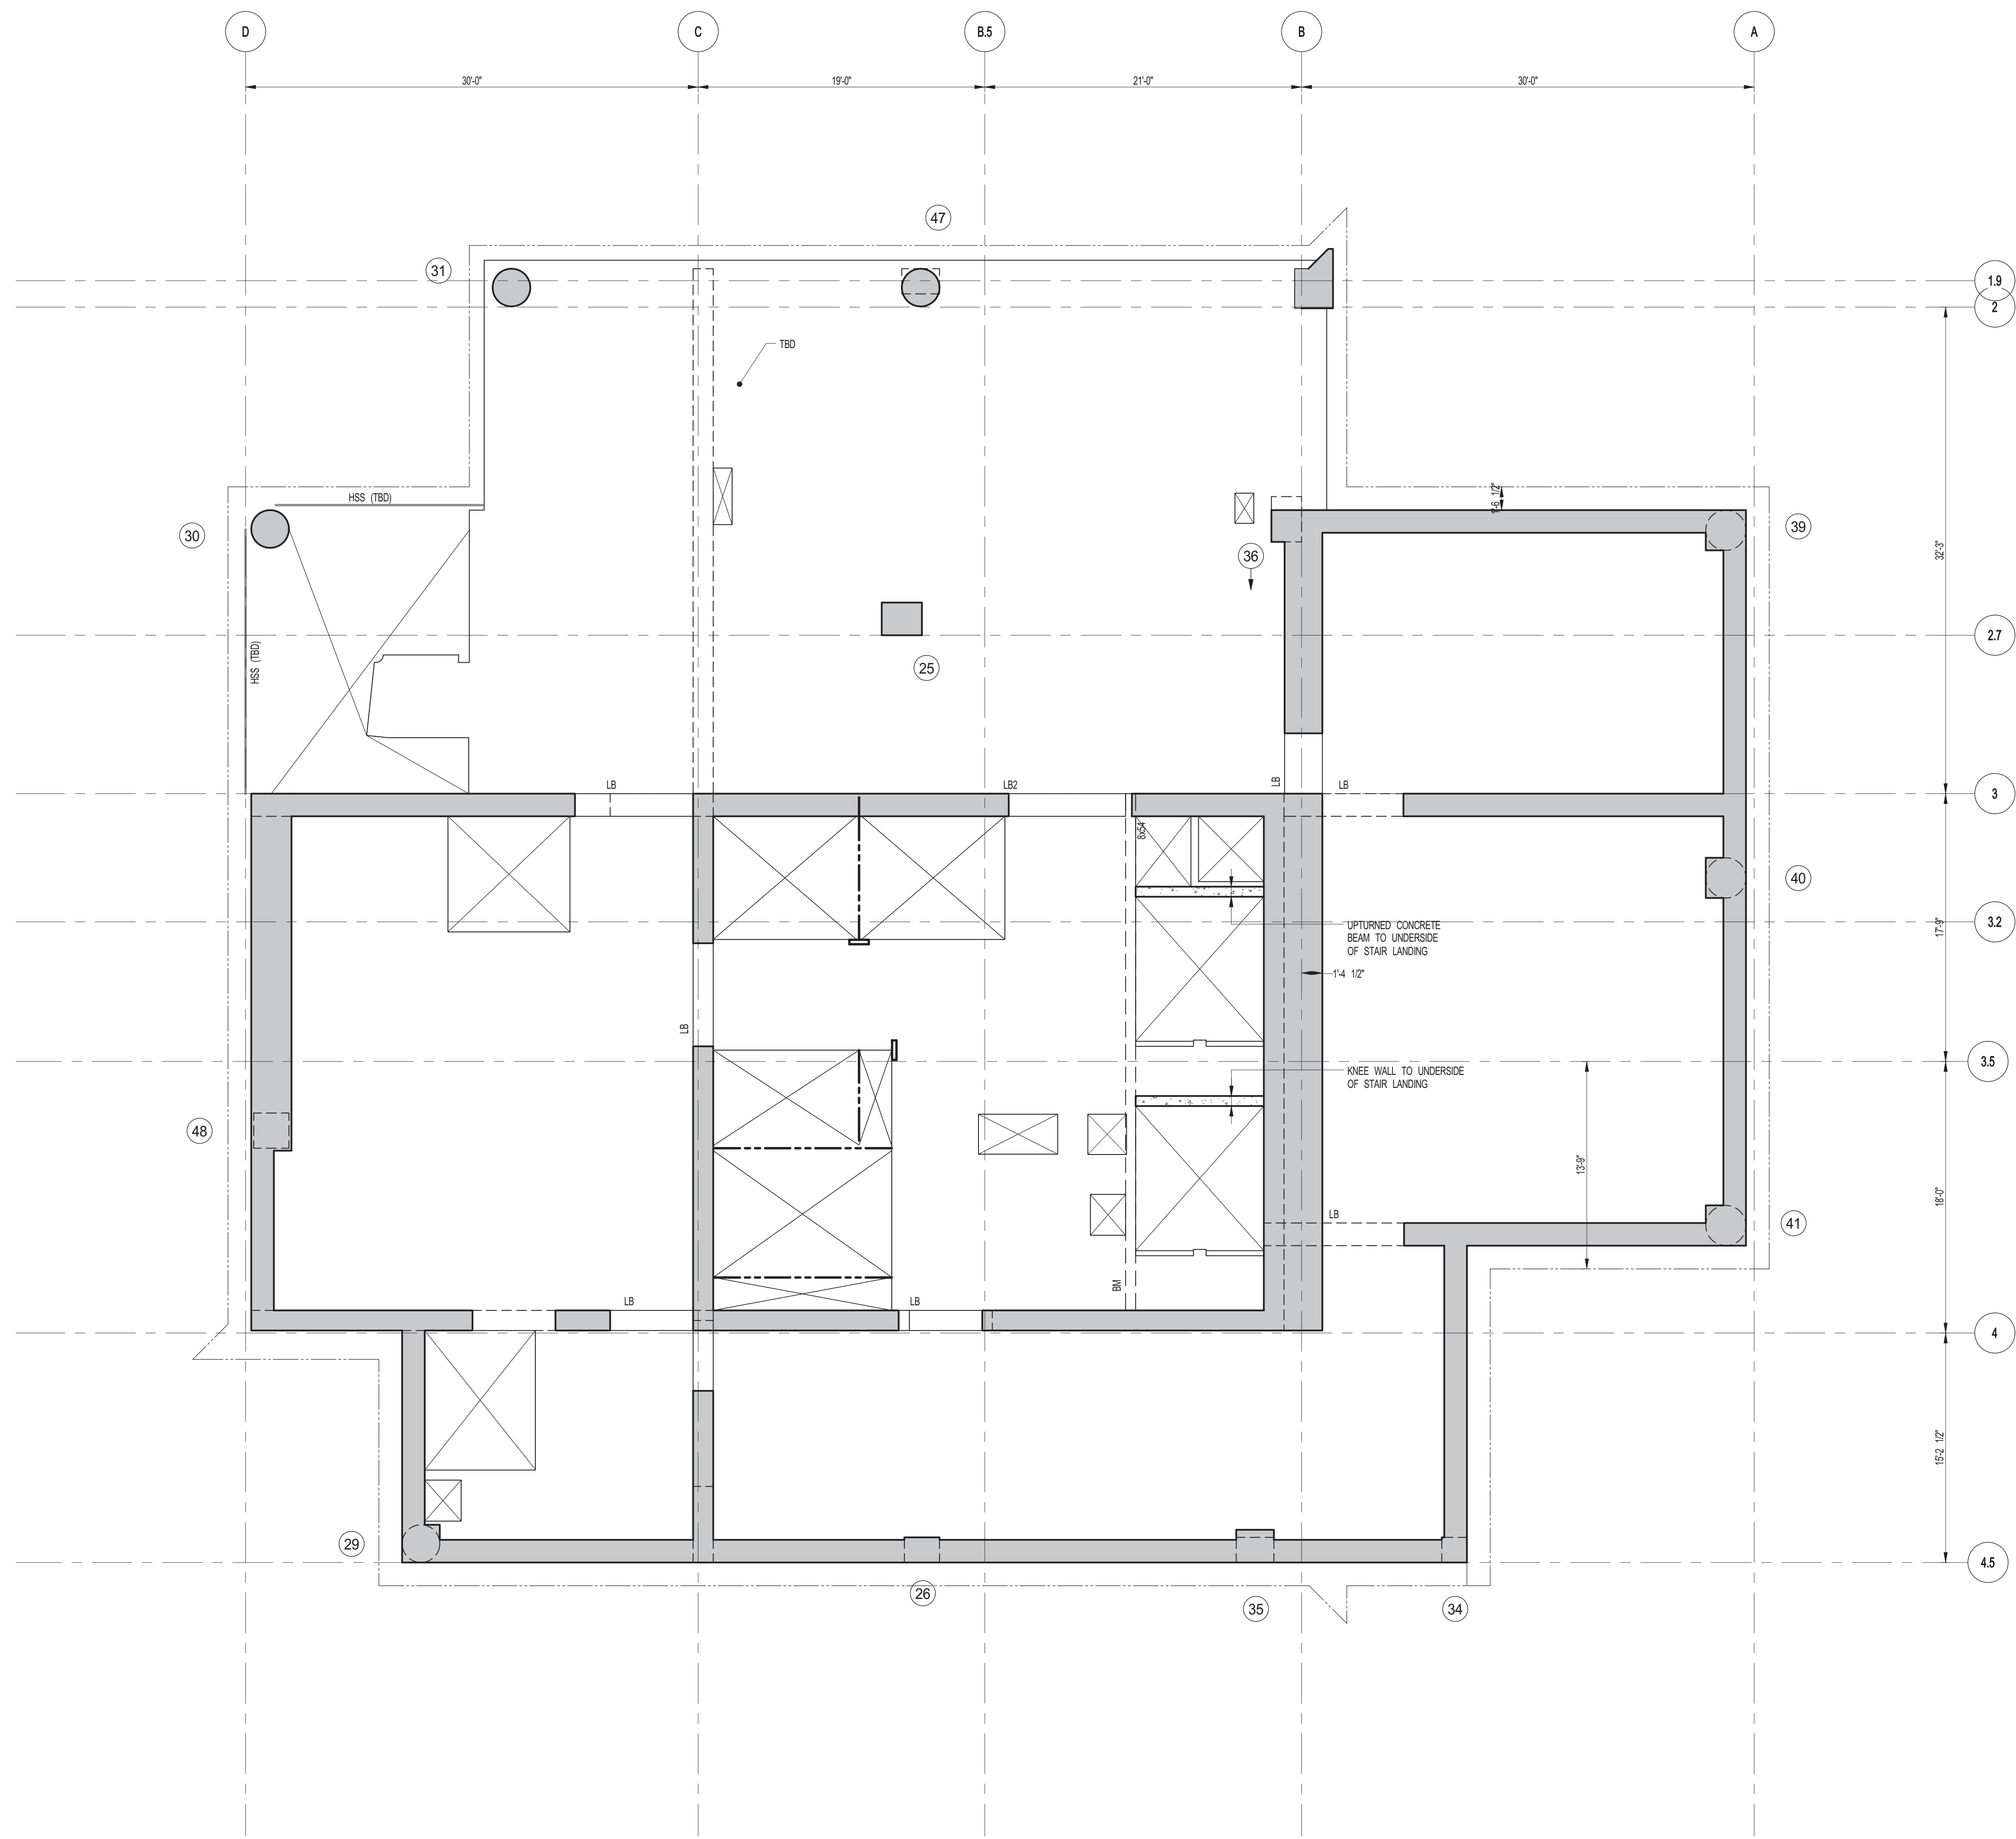 D
C
B.5
B
A
30'-0"
19'-0"
21'-0"
30'-0"
47
31
1.9
2
TBD
HSS (TBD)
1'-6 1/2"
30
39
36
32'-3"
HSS (TBD)
2.7
25
LB
LB2
LB
LB
3
8x54
40
UPTURNED CONCRETE
BEAM TO UNDERSIDE
OF STAIR LANDING
3.2
17'-9"
1'-4 1/2"
LB
3.5
KNEE WALL TO UNDERSIDE
OF STAIR LANDING
48
13'-9"
18'-0"
LB
41
BM
LB
LB
4
15'-2 1/2"
29
4.5
26
35
34